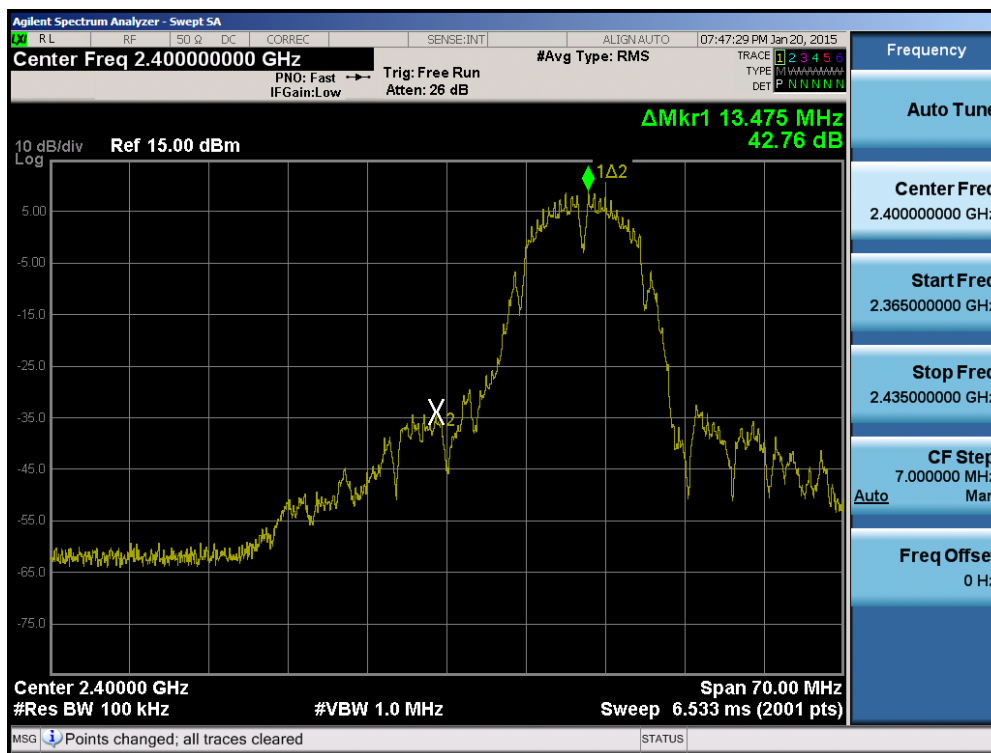 Agilent Spectrum Analyzer - Swept SA
LXI RL RF 50 Ω DC CORREC SENSE:INT ALIGN AUTO 07:47:29 PM Jan 20, 2015
Center Freq 2.400000000 GHz
PNO: Fast
IFGain:Low
Trig: Free Run
Atten: 26 dB
#Avg Type: RMS
TRACE 1 2 3 4 5 6
TYPE M
DET P N N N N N
ΔMkr1 13.475 MHz
42.76 dB
10 dB/div Ref 15.00 dBm
Log
1Δ2
5.00
-5.00
-15.0
-25.0
-35.0
X2
-45.0
-55.0
-65.0
-75.0
Center 2.40000 GHz Span 70.00 MHz
#Res BW 100 kHz #VBW 1.0 MHz Sweep 6.533 ms (2001 pts)
MSG Points changed; all traces cleared STATUS
Frequency
Auto Tune
Center Freq
2.400000000 GHz
Start Freq
2.365000000 GHz
Stop Freq
2.435000000 GHz
CF Step
7.000000 MHz
Auto Man
Freq Offset
0 Hz